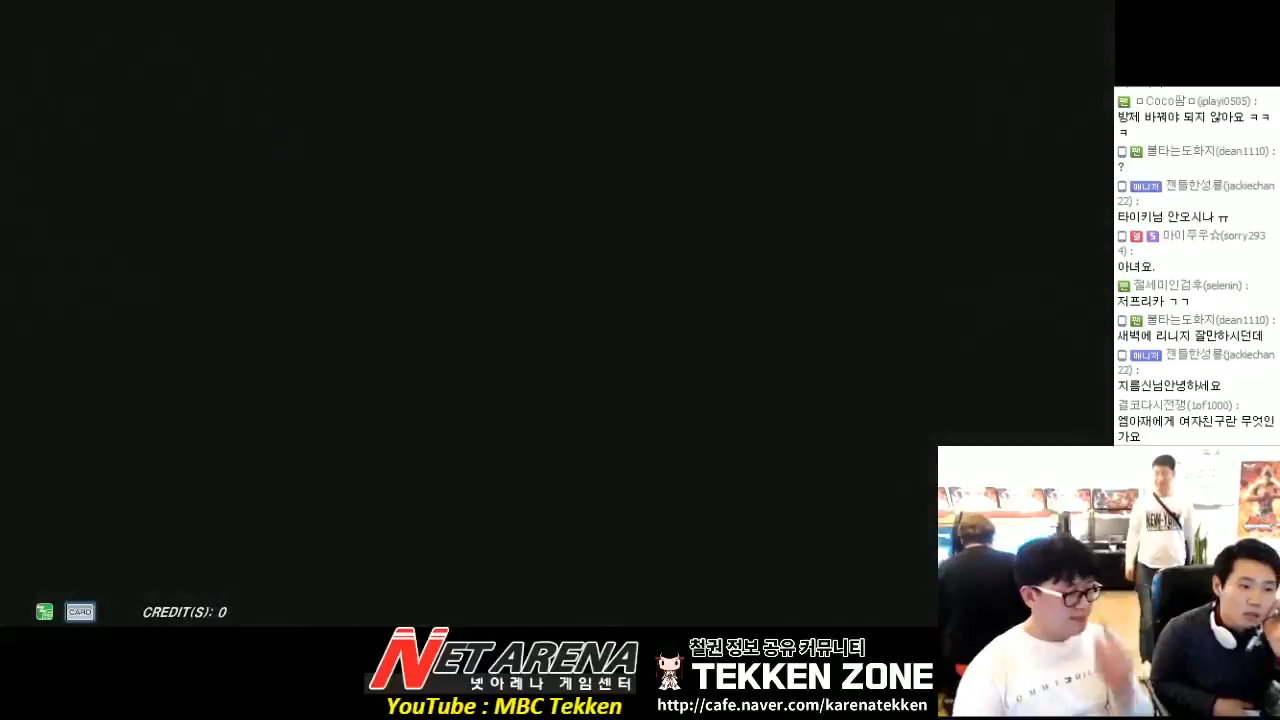 ㅁCoco팜ㅁ(iplayi0505) :
방제 바꿔야 되지 않아요 ㅋㅋ
ㅋ
불타는도화지(dean1110) :
?
매니저 젠틀한성룡(jackiechan
22) :
타이키님 안오시나 ㅠ
열 5 마이쭈우☆(sorry293
4) :
아녀요.
팬 절세미인검후(selenin) :
저프리카 ㄱㄱ
팬 불타는도화지(dean1110) :
새벽에 리니지 잘만하시던데
매니저 젠틀한성룡(jackiechan
22) :
지름신님안녕하세요
결코다시전쟁(1of1000) :
엠아재에게 여자친구란 무엇인
가요
NEW-YORK
CARD
CREDIT(S): 0
NET ARENA
넷아레나 게임센터
YouTube : MBC Tekken
철권 정보 공유 커뮤니티
TEKKEN ZONE
http://cafe.naver.com/karenatekken